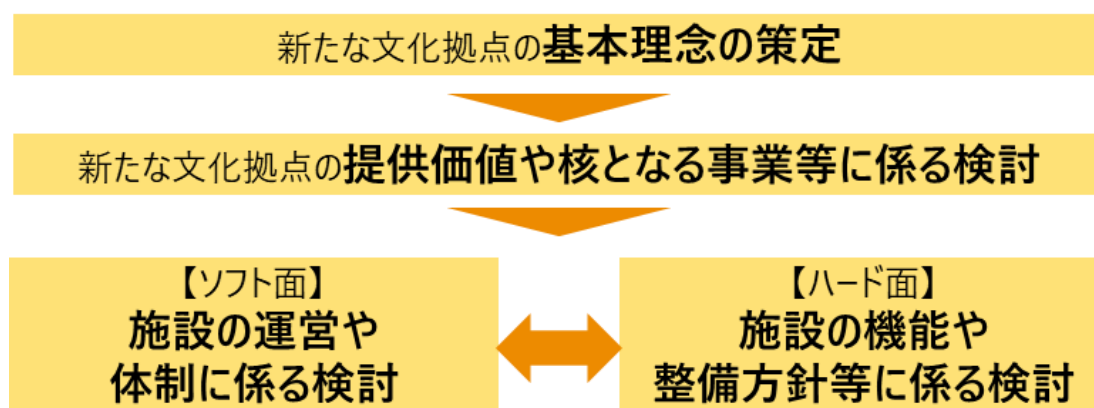 新たな文化拠点の基本理念の策定
新たな文化拠点の提供価値や核となる事業等に係る検討
【ソフト面】
施設の運営や
体制に係る検討
【ハード面】
施設の機能や
整備方針等に係る検討